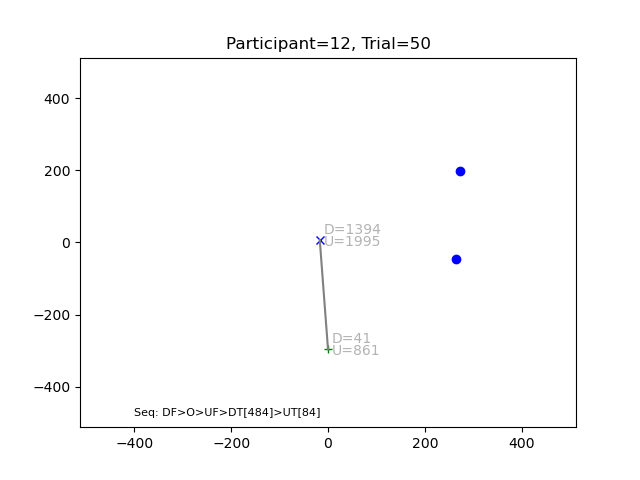 Participant=12, Trial=50
400
200
0
−200
−400
D=1394
U=1995
D=41
U=861
Seq: DF>O>UF>DT[484]>UT[84]
−400 −200 0 200 400